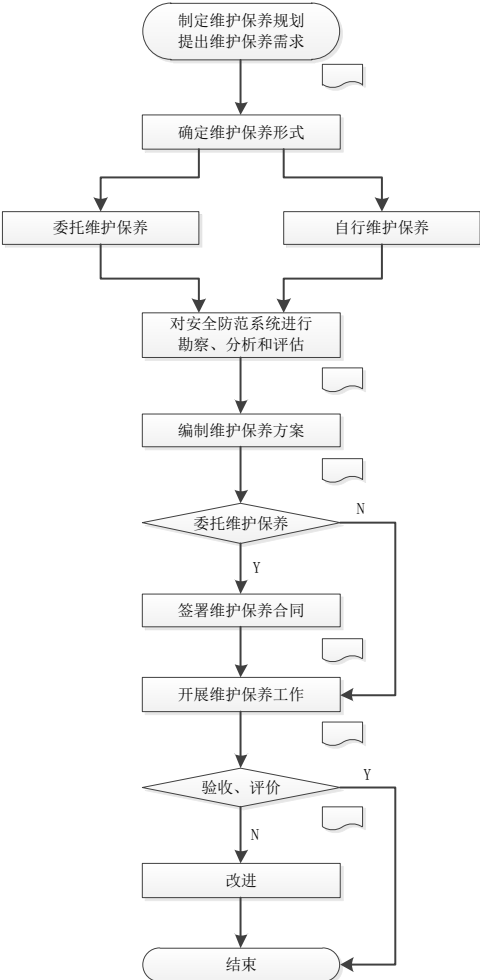 制定维护保养规划
提出维护保养需求
确定维护保养形式
委托维护保养
自行维护保养
对安全防范系统进行
勘察、分析和评估
编制维护保养方案
委托维护保养
N
Y
签署维护保养合同
开展维护保养工作
验收、评价
Y
N
改进
结束